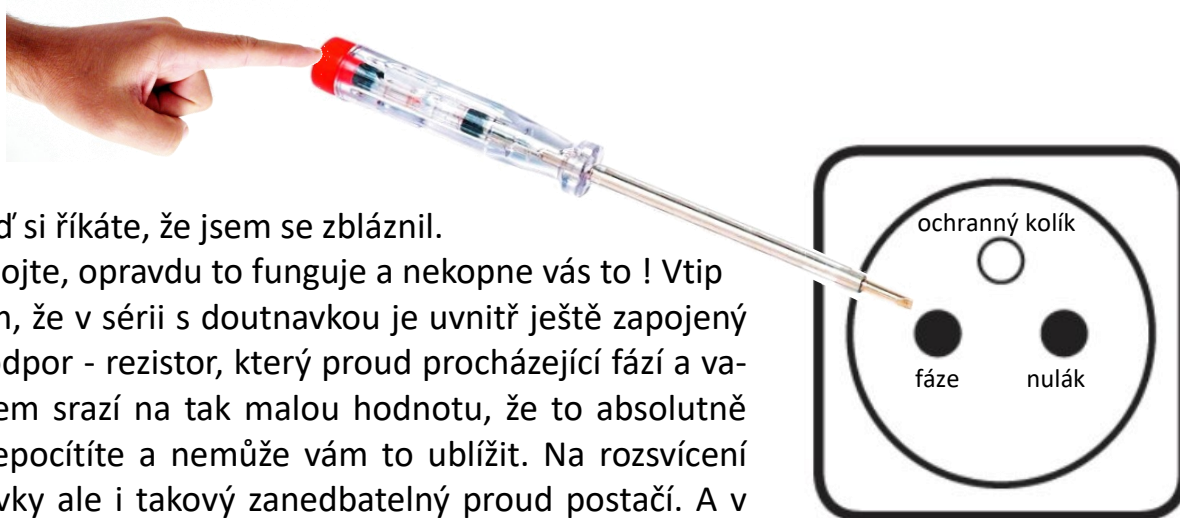 ď si říkáte, že jsem se zbláznil.
ojte, opravdu to funguje a nekopne vás to ! Vtip
m, že v sérii s doutnavkou je uvnitř ještě zapojený
odpor - rezistor, který proud procházející fází a va-
em srazí na tak malou hodnotu, že to absolutně
epocítíte a nemůže vám to ublížit. Na rozsvícení
vky ale i takový zanedbatelný proud postačí. A v
ochranný kolík
fáze
nulák